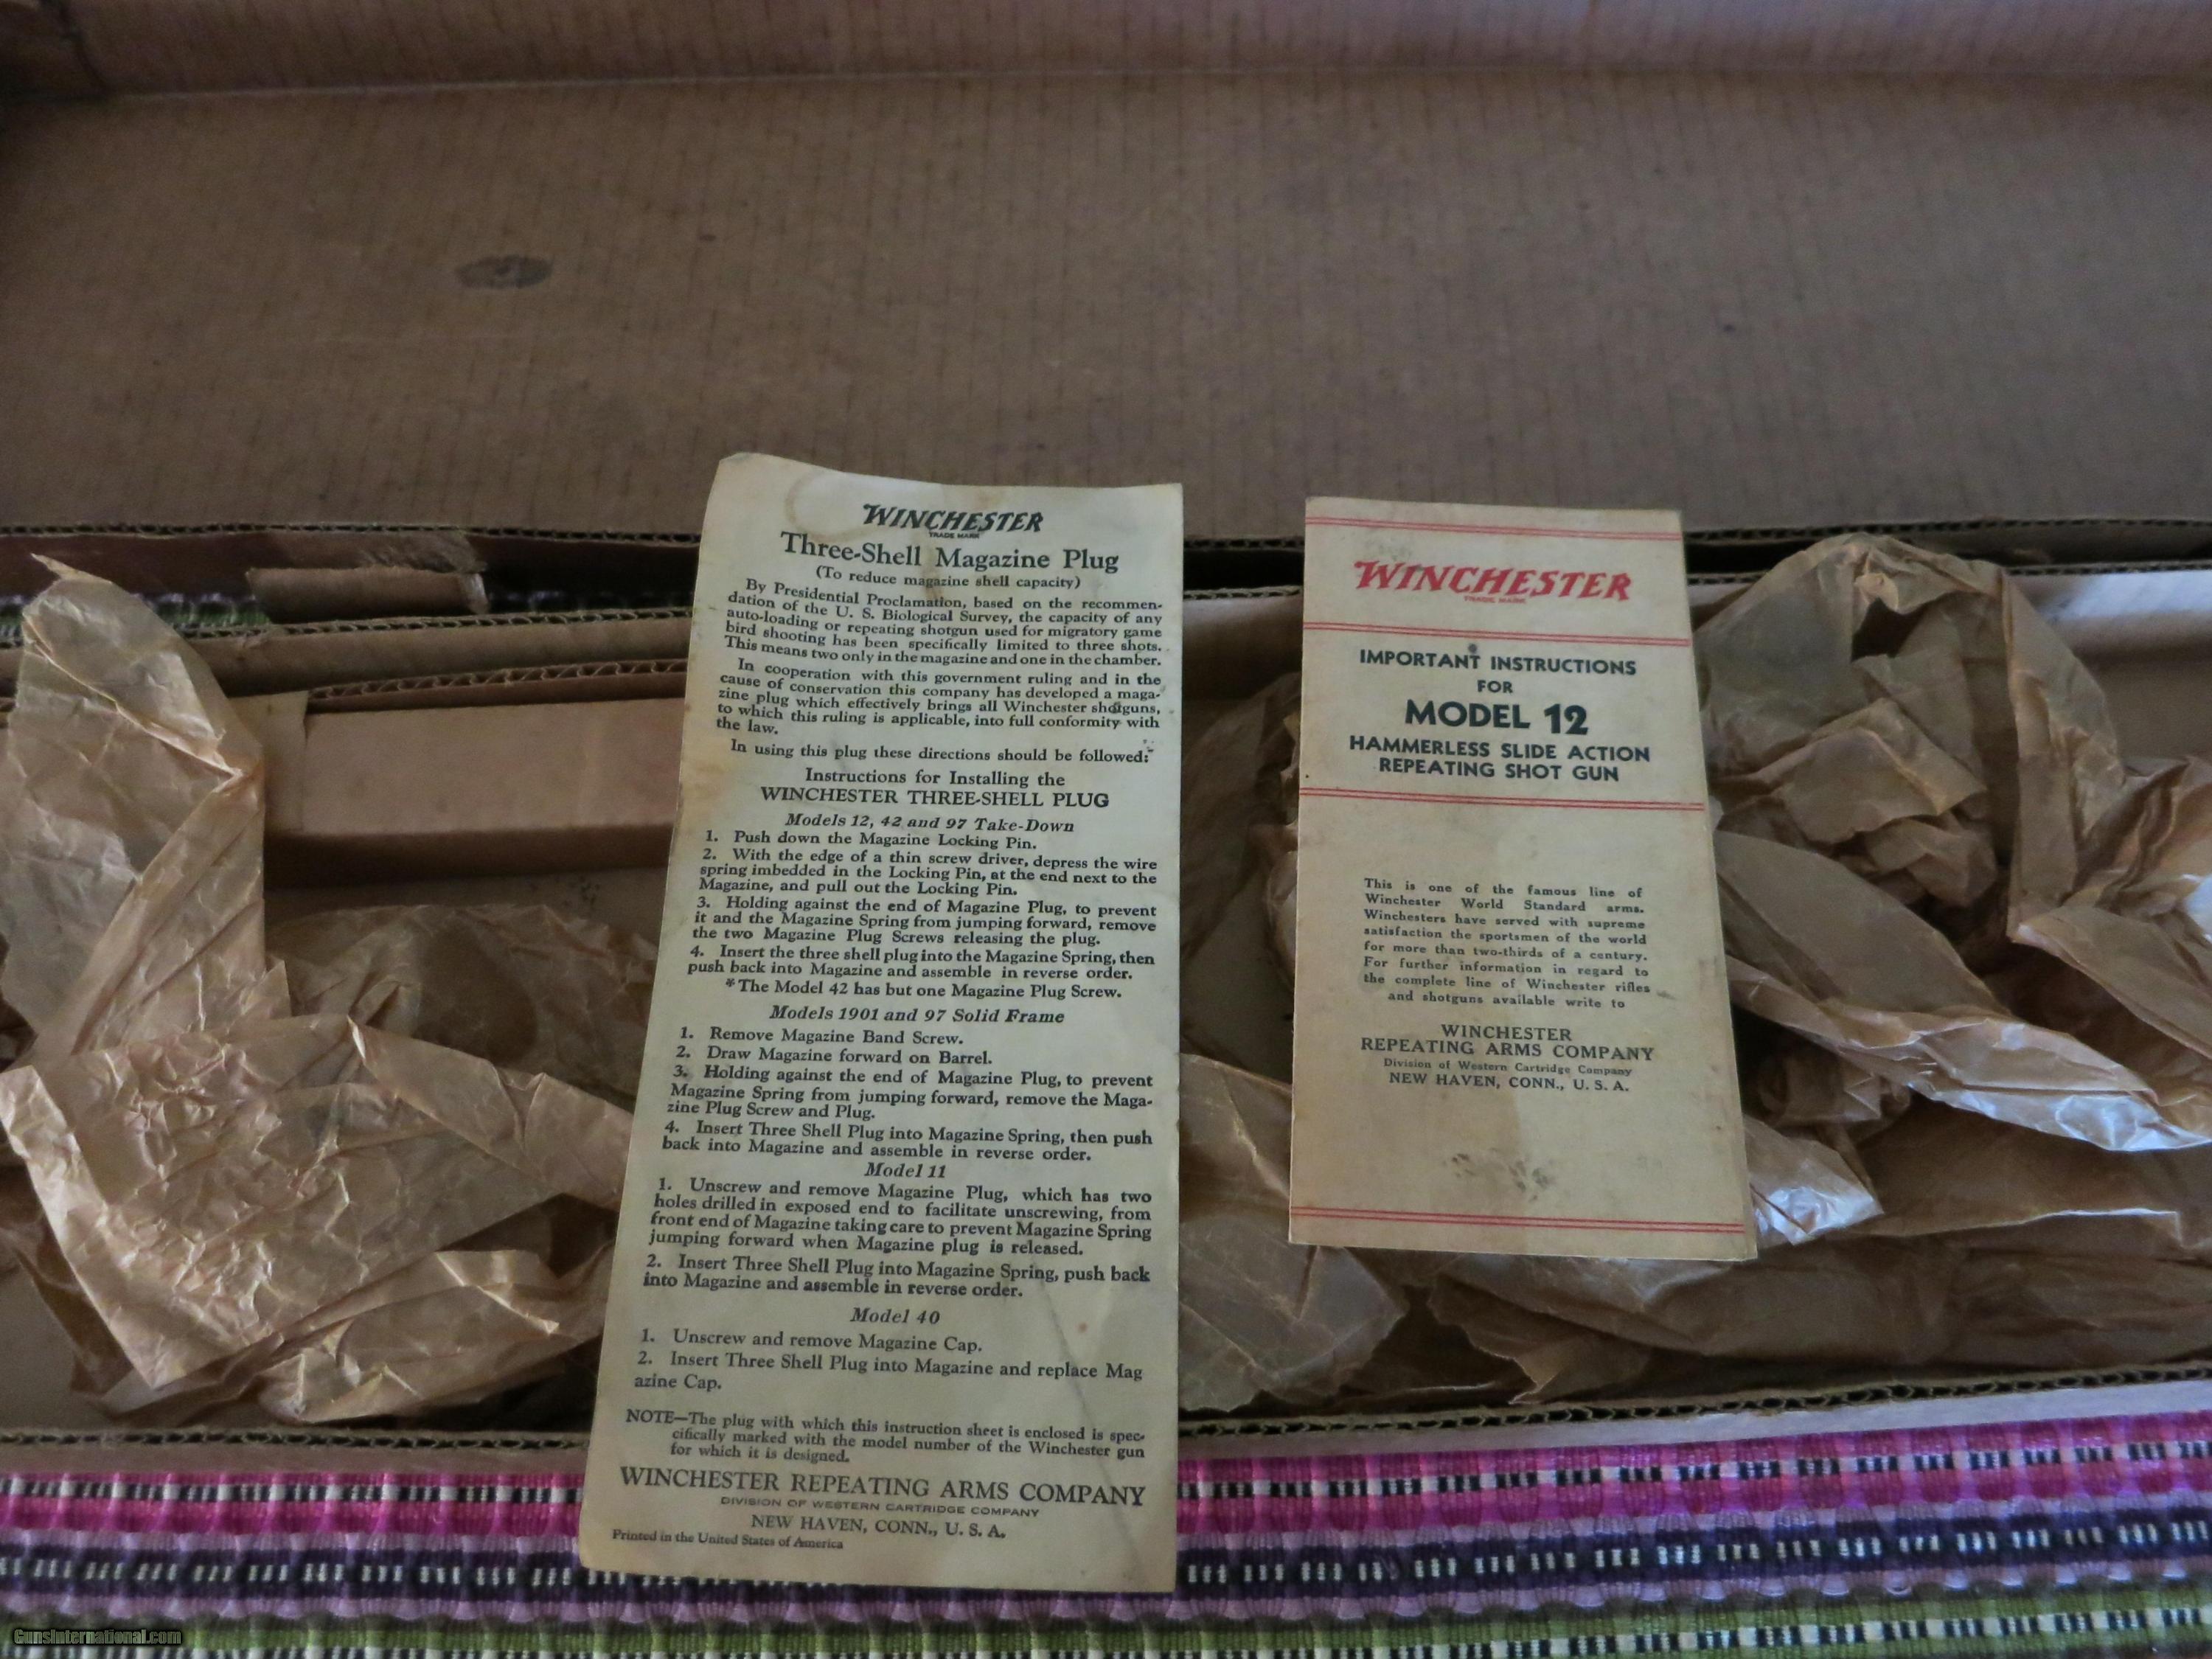 WINCHESTER
TRADE MARK
Three-Shell Magazine Plug
(To reduce magazine shell capacity)
By Presidential Proclamation, based on the recommen-
dation of the U. S. Biological Survey, the capacity of any
auto-loading or repeating shotgun used for migratory game
bird shooting has been specifically limited to three shots.
This means two only in the magazine and one in the chamber.
In cooperation with this government ruling and in the
cause of conservation this company has developed a maga-
zine plug which effectively brings all Winchester shotguns,
to which this ruling is applicable, into full conformity with
the law.
In using this plug these directions should be followed:
Instructions for Installing the
WINCHESTER THREE-SHELL PLUG
Models 12, 42 and 97 Take-Down
1. Push down the Magazine Locking Pin.
2. With the edge of a thin screw driver, depress the wire
spring imbedded in the Locking Pin, at the end next to the
Magazine, and pull out the Locking Pin.
3. Holding against the end of Magazine Plug, to prevent
it and the Magazine Spring from jumping forward, remove
the two Magazine Plug Screws releasing the plug.
4. Insert the three shell plug into the Magazine Spring, then
push back into Magazine and assemble in reverse order.
*The Model 42 has but one Magazine Plug Screw.
Models 1901 and 97 Solid Frame
1. Remove Magazine Band Screw.
2. Draw Magazine forward on Barrel.
3. Holding against the end of Magazine Plug, to prevent
Magazine Spring from jumping forward, remove the Maga-
zine Plug Screw and Plug.
4. Insert Three Shell Plug into Magazine Spring, then push
back into Magazine and assemble in reverse order.
Model 11
1. Unscrew and remove Magazine Plug, which has two
holes drilled in exposed end to facilitate unscrewing, from
front end of Magazine taking care to prevent Magazine Spring
jumping forward when Magazine plug is released.
2. Insert Three Shell Plug into Magazine Spring, push back
into Magazine and assemble in reverse order.
Model 40
1. Unscrew and remove Magazine Cap.
2. Insert Three Shell Plug into Magazine and replace Mag
azine Cap.
NOTE—The plug with which this instruction sheet is enclosed is spec-
cifically marked with the model number of the Winchester gun
for which it is designed.
WINCHESTER REPEATING ARMS COMPANY
DIVISION OF WESTERN CARTRIDGE COMPANY
NEW HAVEN, CONN., U. S. A.
Printed in the United States of America
WINCHESTER
TRADE MARK
IMPORTANT INSTRUCTIONS
FOR
MODEL 12
HAMMERLESS SLIDE ACTION
REPEATING SHOT GUN
This is one of the famous line of
Winchester World Standard arms.
Winchesters have served with supreme
satisfaction the sportsmen of the world
for more than two-thirds of a century.
For further information in regard to
the complete line of Winchester rifles
and shotguns available write to
WINCHESTER
REPEATING ARMS COMPANY
Division of Western Cartridge Company
NEW HAVEN, CONN., U. S. A.
GunsInternational.com